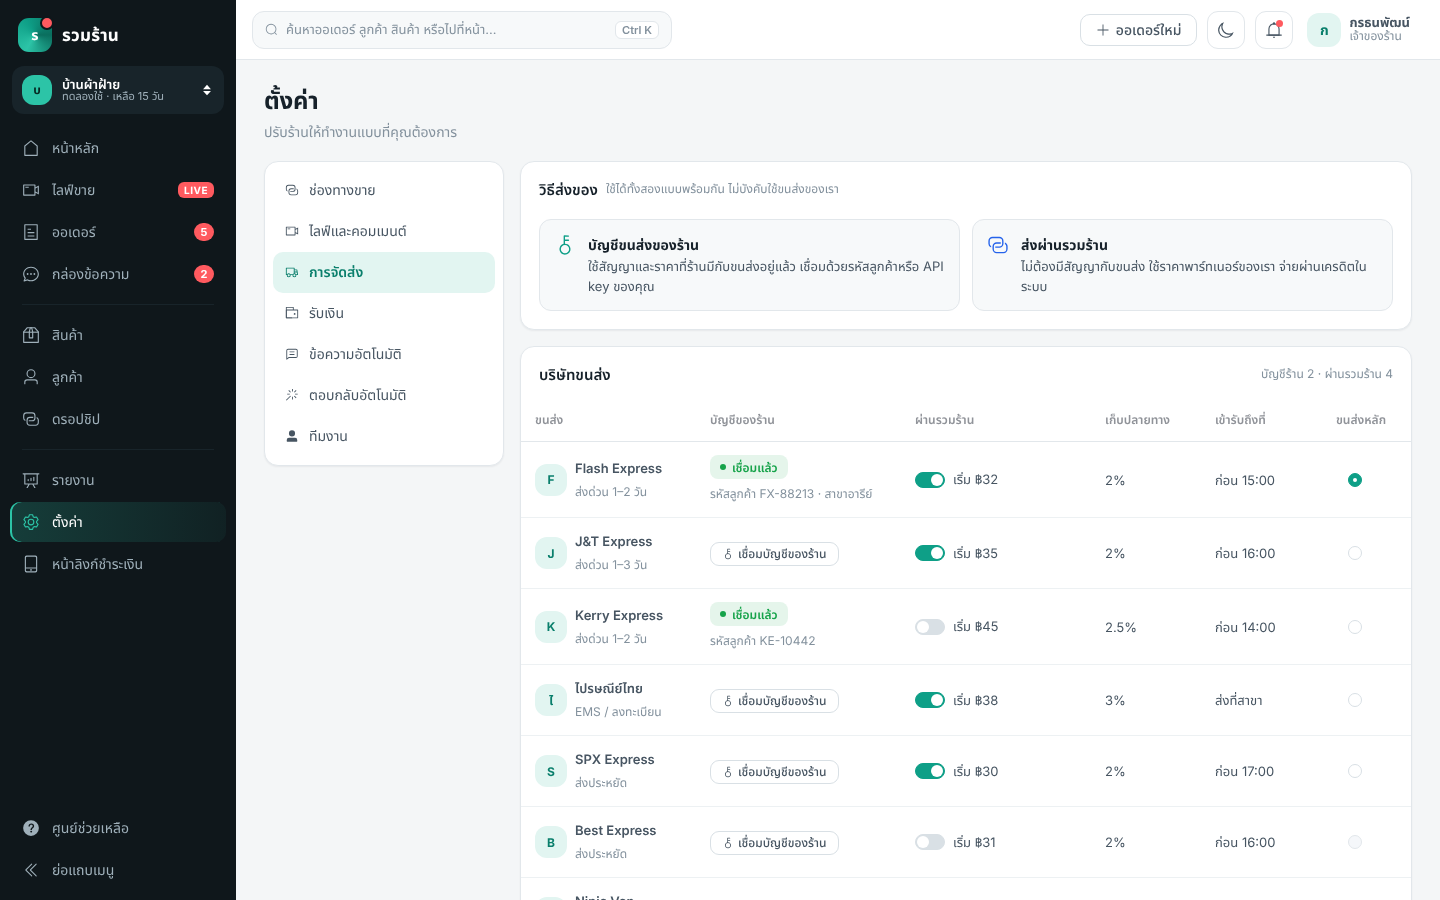 s รวมร้าน
บ บ้านผ้าฝ้าย
ทดลองใช้ · เหลือ 15 วัน
หน้าหลัก
ไลฟ์ขาย LIVE
ออเดอร์ 5
กล่องข้อความ 2
สินค้า
ลูกค้า
ดรอปชิป
รายงาน
ตั้งค่า
หน้าลิงก์ชำระเงิน
ศูนย์ช่วยเหลือ
ย่อแถบเมนู
ค้นหาออเดอร์ ลูกค้า สินค้า หรือไปที่หน้า... Ctrl K
ออเดอร์ใหม่
ก กรธนพัฒน์
เจ้าของร้าน
ตั้งค่า
ปรับร้านให้ทำงานแบบที่คุณต้องการ
ช่องทางขาย
ไลฟ์และคอมเมนต์
การจัดส่ง
รับเงิน
ข้อความอัตโนมัติ
ตอบกลับอัตโนมัติ
ทีมงาน
วิธีส่งของ ใช้ได้ทั้งสองแบบพร้อมกัน ไม่บังคับใช้ขนส่งของเรา
บัญชีขนส่งของร้าน
ใช้สัญญาและราคาที่ร้านมีกับขนส่งอยู่แล้ว เชื่อมด้วยรหัสลูกค้าหรือ API
key ของคุณ
ส่งผ่านรวมร้าน
ไม่ต้องมีสัญญากับขนส่ง ใช้ราคาพาร์ทเนอร์ของเรา จ่ายผ่านเครดิตใน
ระบบ
บริษัทขนส่ง บัญชีร้าน 2 · ผ่านรวมร้าน 4
ขนส่ง บัญชีของร้าน ผ่านรวมร้าน เก็บปลายทาง เข้ารับถึงที่ ขนส่งหลัก
F Flash Express เชื่อมแล้ว เริ่ม ฿32 2% ก่อน 15:00
ส่งด่วน 1–2 วัน รหัสลูกค้า FX-88213 · สาขาอารีย์
J J&T Express เชื่อมบัญชีของร้าน เริ่ม ฿35 2% ก่อน 16:00
ส่งด่วน 1–3 วัน
K Kerry Express เชื่อมแล้ว เริ่ม ฿45 2.5% ก่อน 14:00
ส่งด่วน 1–2 วัน รหัสลูกค้า KE-10442
ไ ไปรษณีย์ไทย เชื่อมบัญชีของร้าน เริ่ม ฿38 3% ส่งที่สาขา
EMS / ลงทะเบียน
S SPX Express เชื่อมบัญชีของร้าน เริ่ม ฿30 2% ก่อน 17:00
ส่งประหยัด
B Best Express เชื่อมบัญชีของร้าน เริ่ม ฿31 2% ก่อน 16:00
ส่งประหยัด